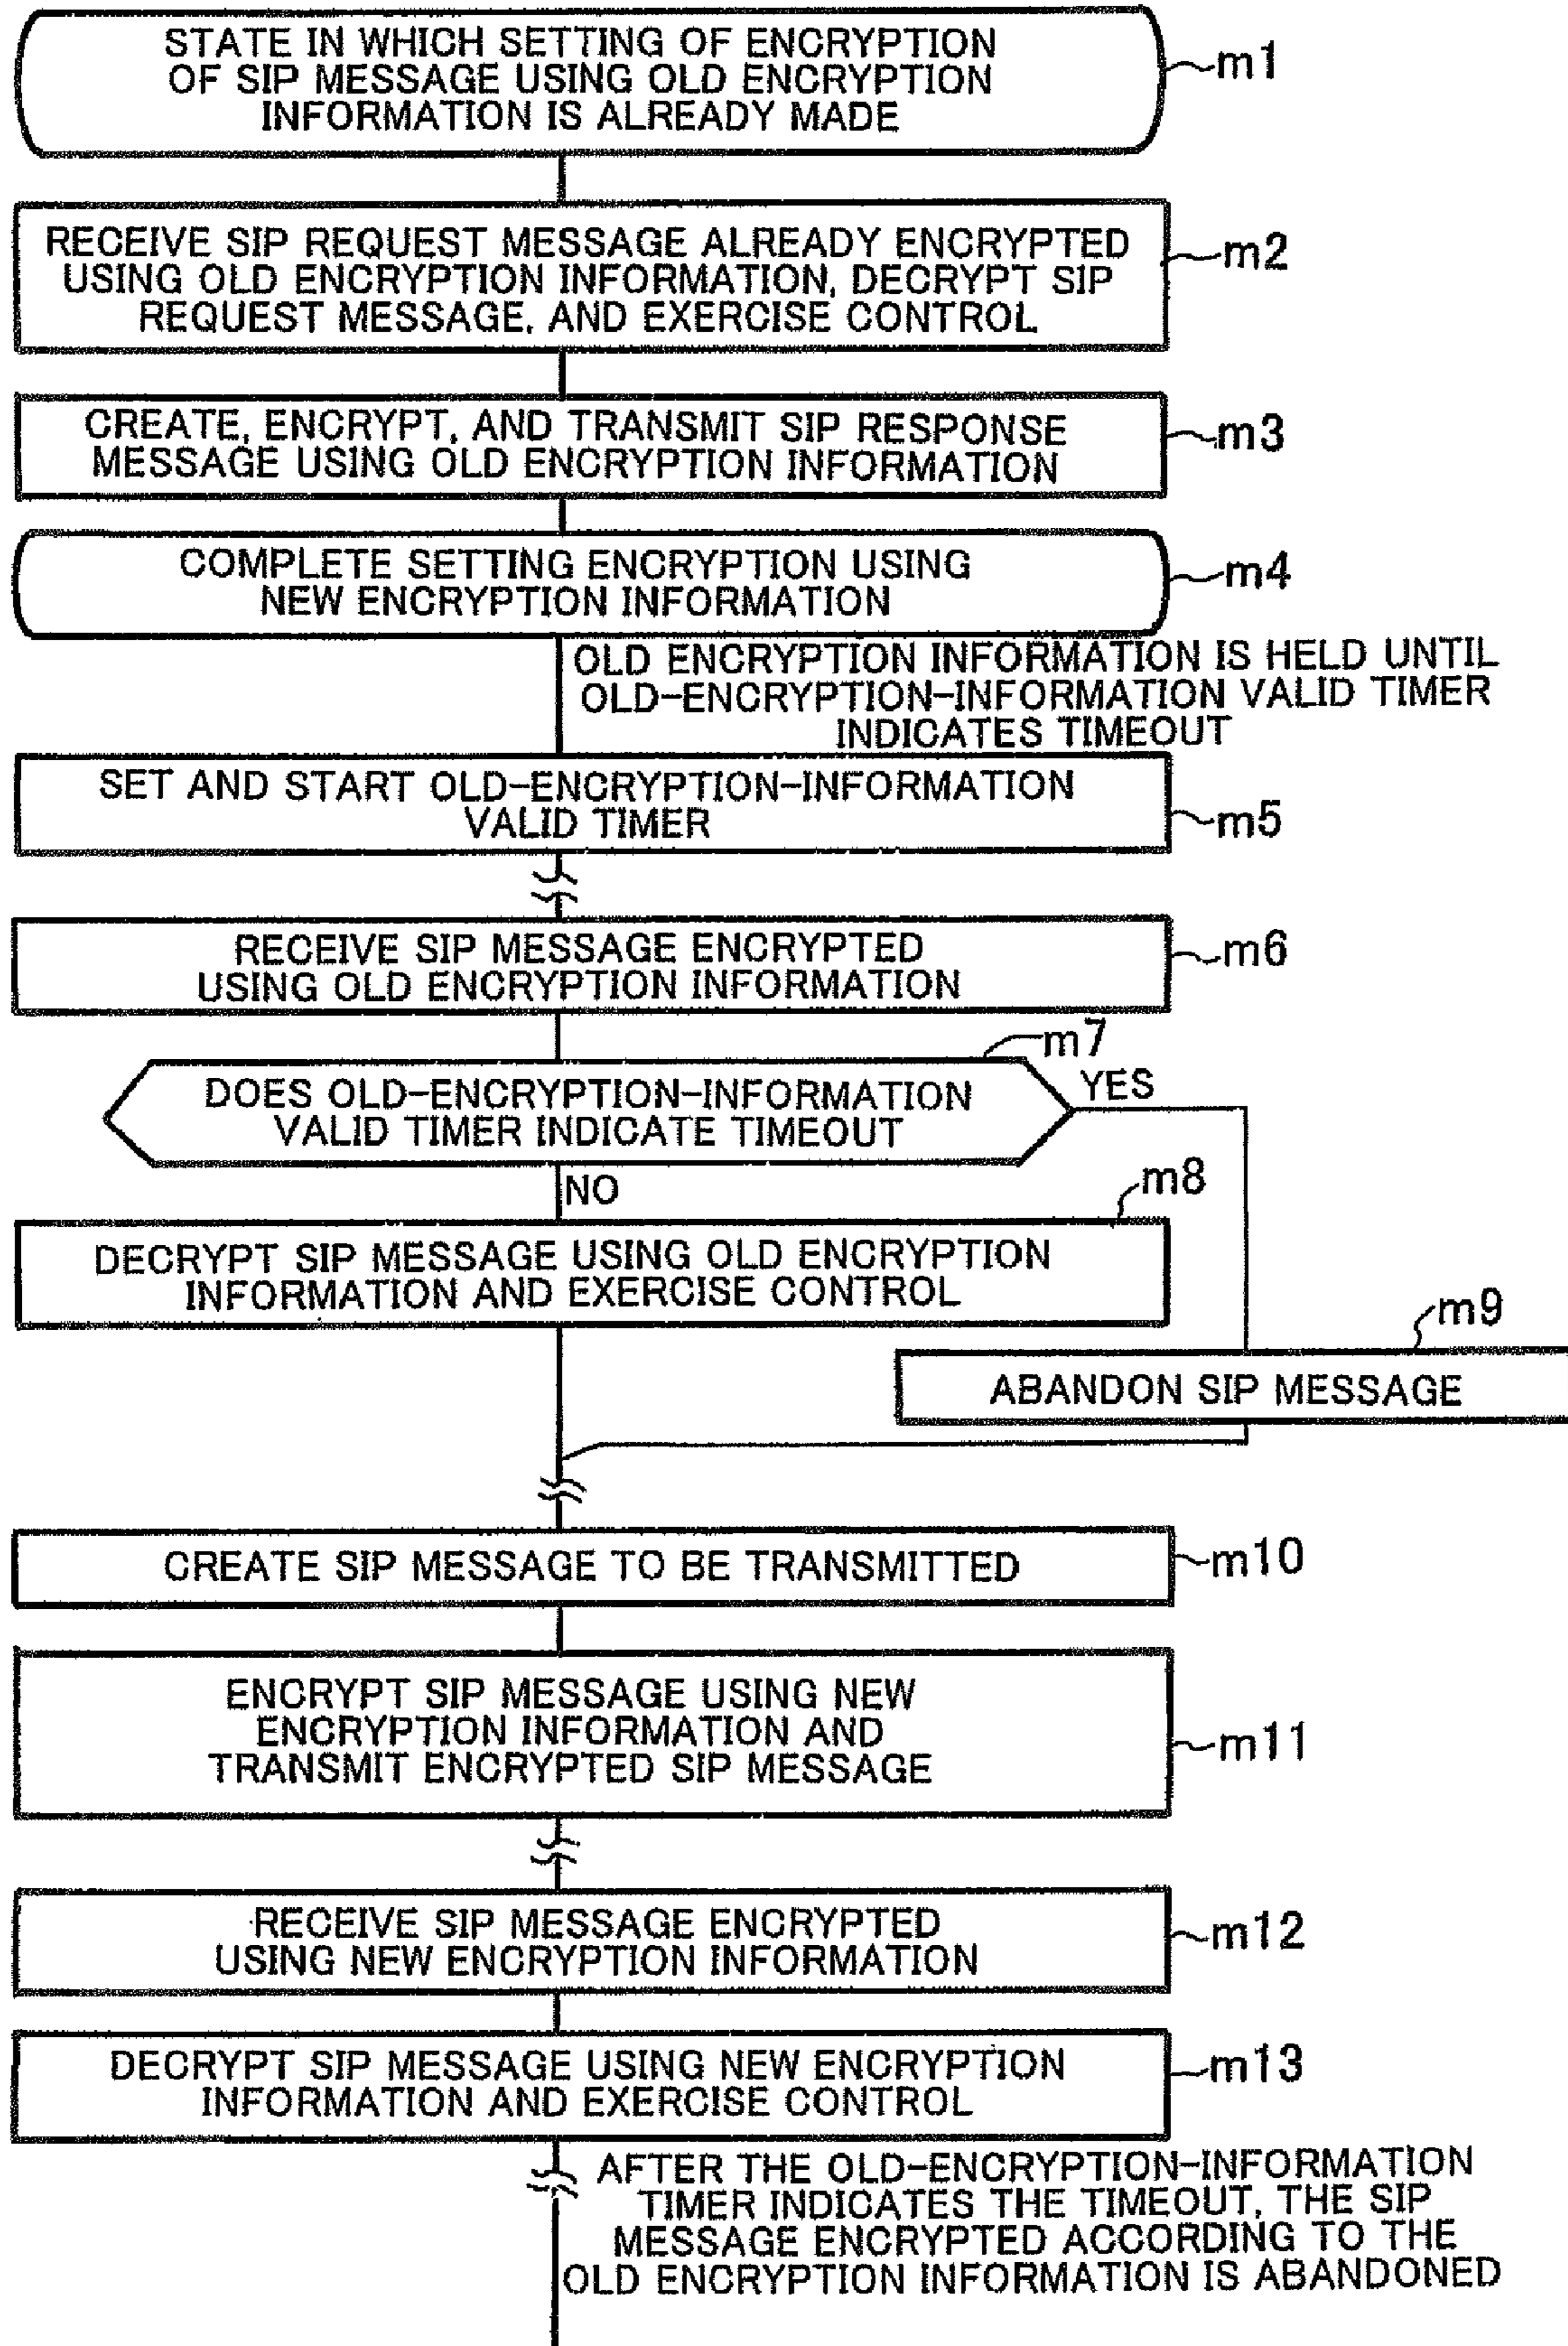 STATE IN WHICH SETTING OF ENCRYPTION
OF SIP MESSAGE USING OLD ENCRYPTION
INFORMATION IS ALREADY MADE
m1
RECEIVE SIP REQUEST MESSAGE ALREADY ENCRYPTED
USING OLD ENCRYPTION INFORMATION, DECRYPT SIP
REQUEST MESSAGE, AND EXERCISE CONTROL
m2
CREATE, ENCRYPT, AND TRANSMIT SIP RESPONSE
MESSAGE USING OLD ENCRYPTION INFORMATION
m3
COMPLETE SETTING ENCRYPTION USING
NEW ENCRYPTION INFORMATION
m4
OLD ENCRYPTION INFORMATION IS HELD UNTIL
OLD-ENCRYPTION-INFORMATION VALID TIMER
INDICATES TIMEOUT
SET AND START OLD-ENCRYPTION-INFORMATION
VALID TIMER
m5
RECEIVE SIP MESSAGE ENCRYPTED
USING OLD ENCRYPTION INFORMATION
m6
m7
DOES OLD-ENCRYPTION-INFORMATION
VALID TIMER INDICATE TIMEOUT
YES
NO
m8
DECRYPT SIP MESSAGE USING OLD ENCRYPTION
INFORMATION AND EXERCISE CONTROL
m9
ABANDON SIP MESSAGE
CREATE SIP MESSAGE TO BE TRANSMITTED
m10
ENCRYPT SIP MESSAGE USING NEW
ENCRYPTION INFORMATION AND
TRANSMIT ENCRYPTED SIP MESSAGE
m11
RECEIVE SIP MESSAGE ENCRYPTED
USING NEW ENCRYPTION INFORMATION
m12
DECRYPT SIP MESSAGE USING NEW ENCRYPTION
INFORMATION AND EXERCISE CONTROL
m13
AFTER THE OLD-ENCRYPTION-INFORMATION
TIMER INDICATES THE TIMEOUT, THE SIP
MESSAGE ENCRYPTED ACCORDING TO THE
OLD ENCRYPTION INFORMATION IS ABANDONED